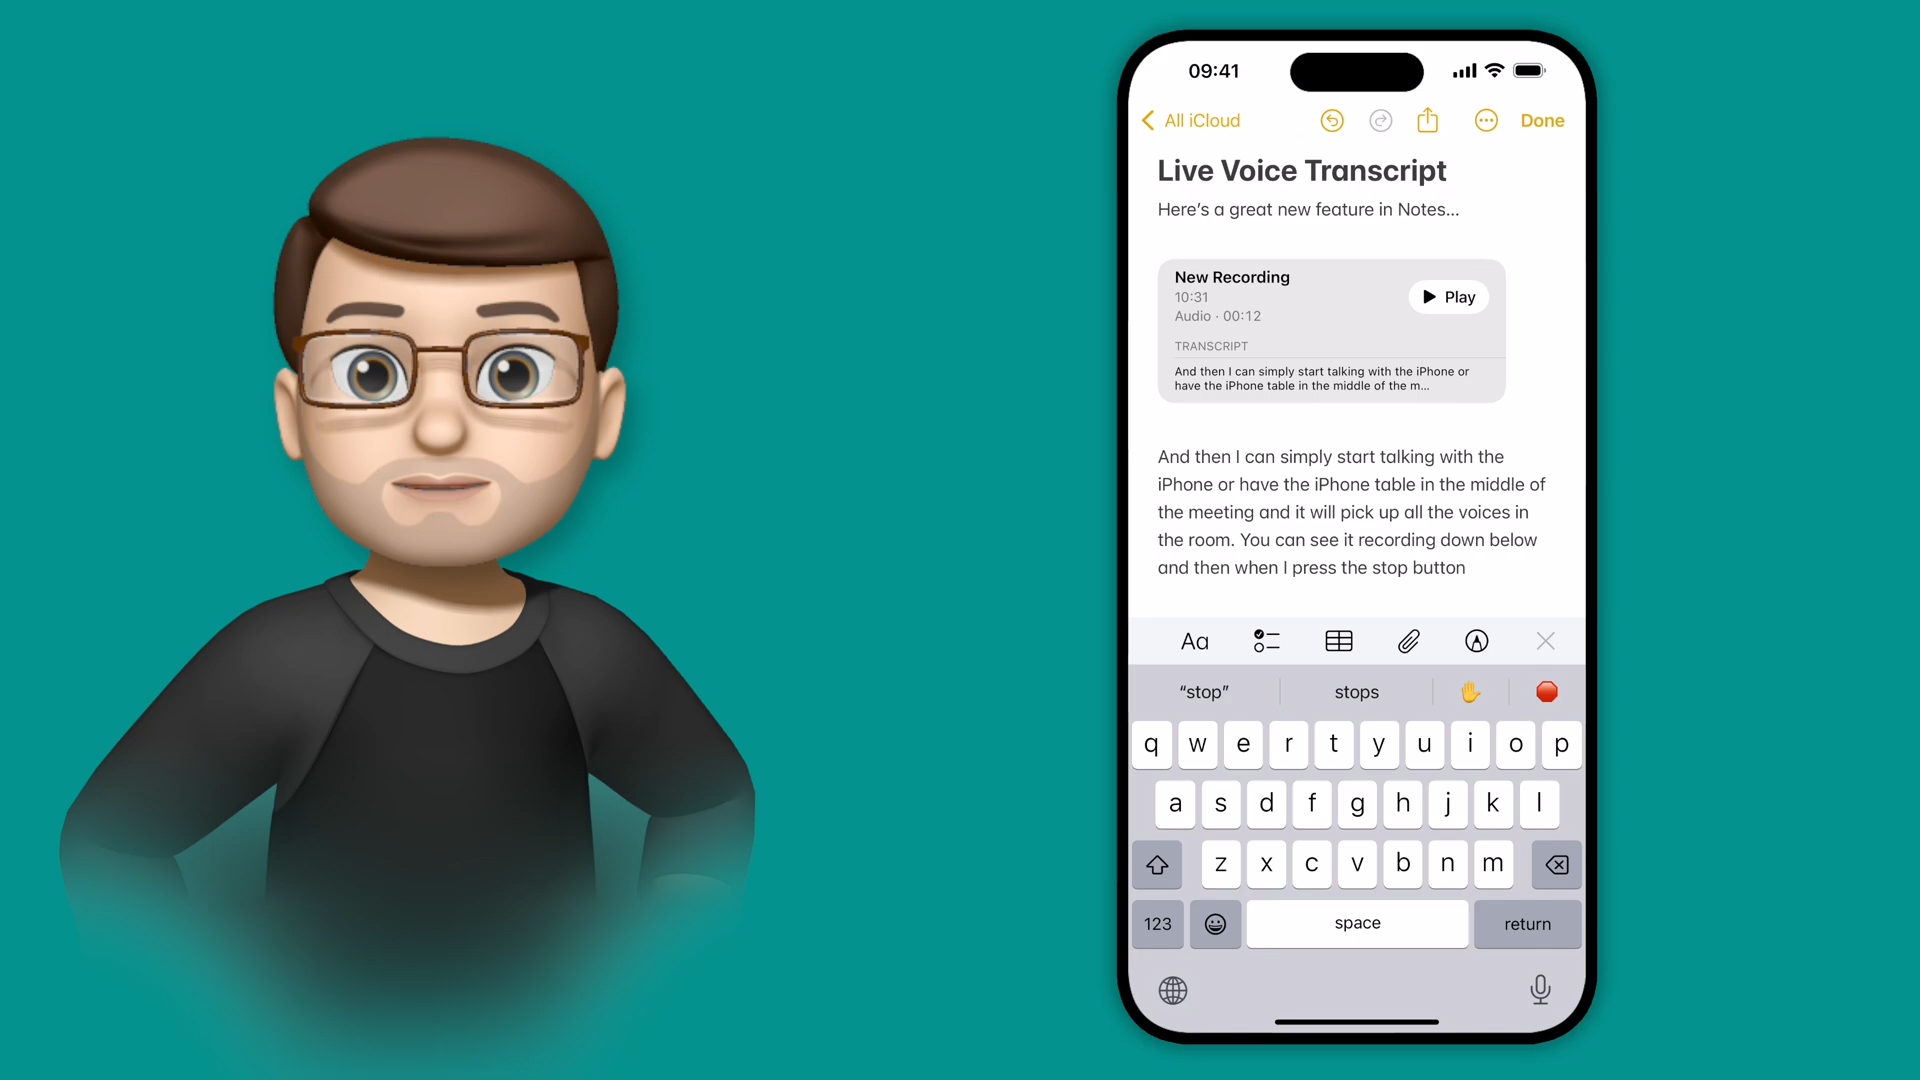 09:41
All iCloud
Done
Live Voice Transcript
Here's a great new feature in Notes...
New Recording
10:31
Audio · 00:12
Play
TRANSCRIPT
And then I can simply start talking with the iPhone or
have the iPhone table in the middle of the m...
And then I can simply start talking with the
iPhone or have the iPhone table in the middle of
the meeting and it will pick up all the voices in
the room. You can see it recording down below
and then when I press the stop button
Aa
“stop” stops
q w e r t y u i o p
a s d f g h j k l
z x c v b n m
123 space return